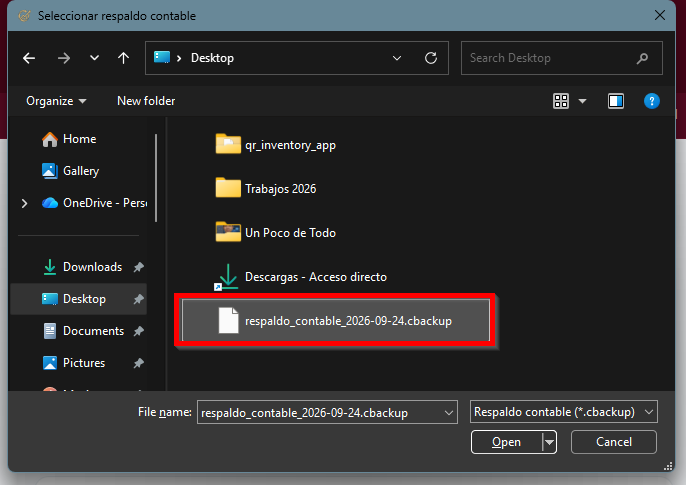 Seleccionar respaldo contable
Desktop
Search Desktop
Organize
New folder
Home
Gallery
OneDrive - Pers
Downloads
Desktop
Documents
Pictures
qr_inventory_app
Trabajos 2026
Un Poco de Todo
Descargas - Acceso directo
respaldo_contable_2026-09-24.cbackup
File name:
respaldo_contable_2026-09-24.cbackup
Respaldo contable (*.cbackup)
Open
Cancel